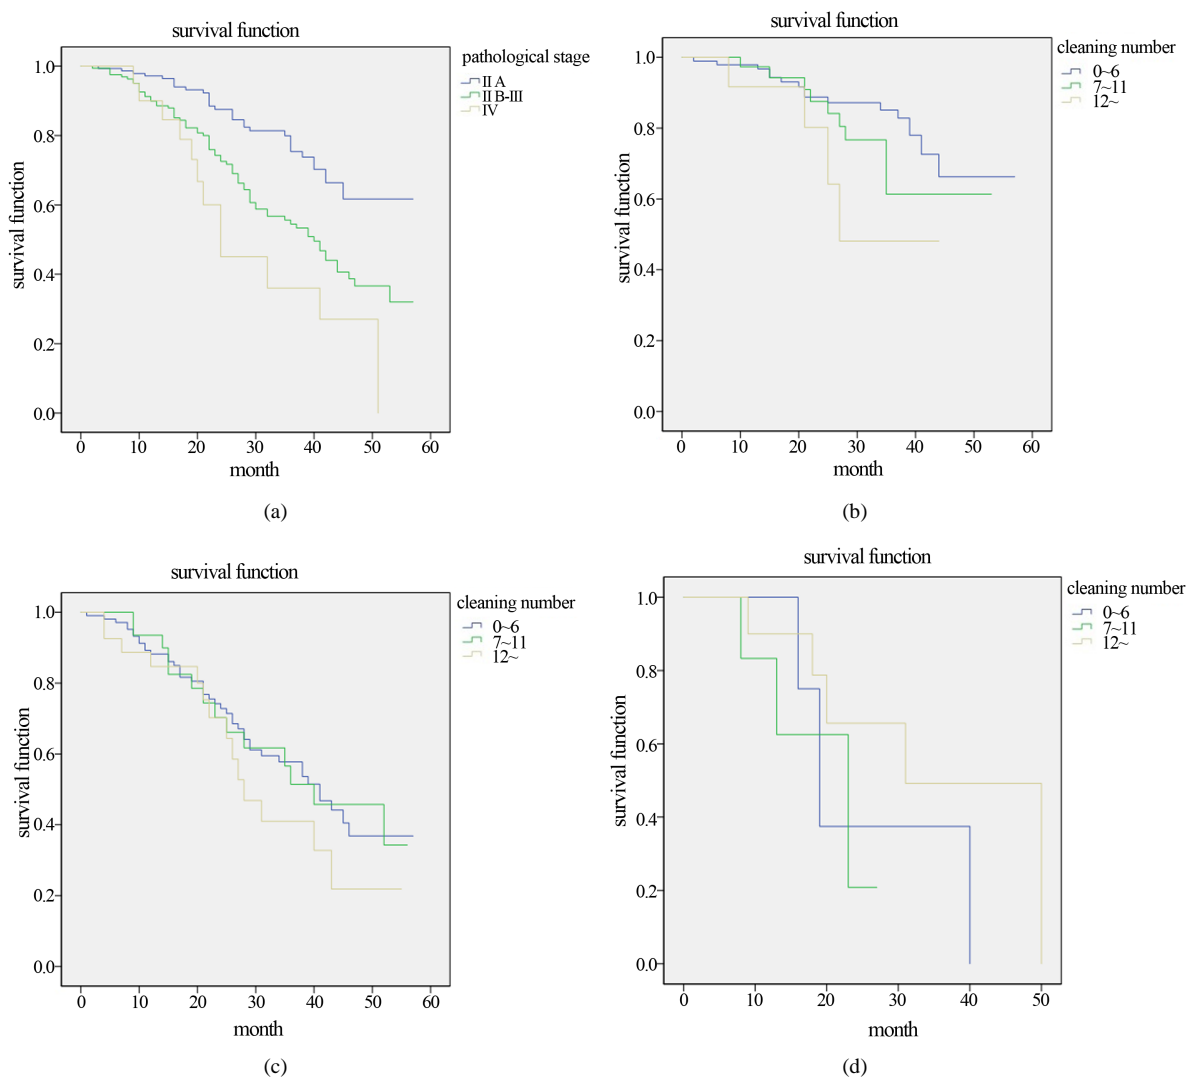 survival function
pathological stage
II A
II B-III
IV
survival function
1.0
0.8
0.6
0.4
0.2
0.0
0 10 20 30 40 50 60
month
(a)
survival function
cleaning number
0~6
7~11
12~
survival function
1.0
0.8
0.6
0.4
0.2
0.0
0 10 20 30 40 50 60
month
(b)
survival function
cleaning number
0~6
7~11
12~
survival function
1.0
0.8
0.6
0.4
0.2
0.0
0 10 20 30 40 50 60
month
(c)
survival function
cleaning number
0~6
7~11
12~
survival function
1.0
0.8
0.6
0.4
0.2
0.0
0 10 20 30 40 50
month
(d)